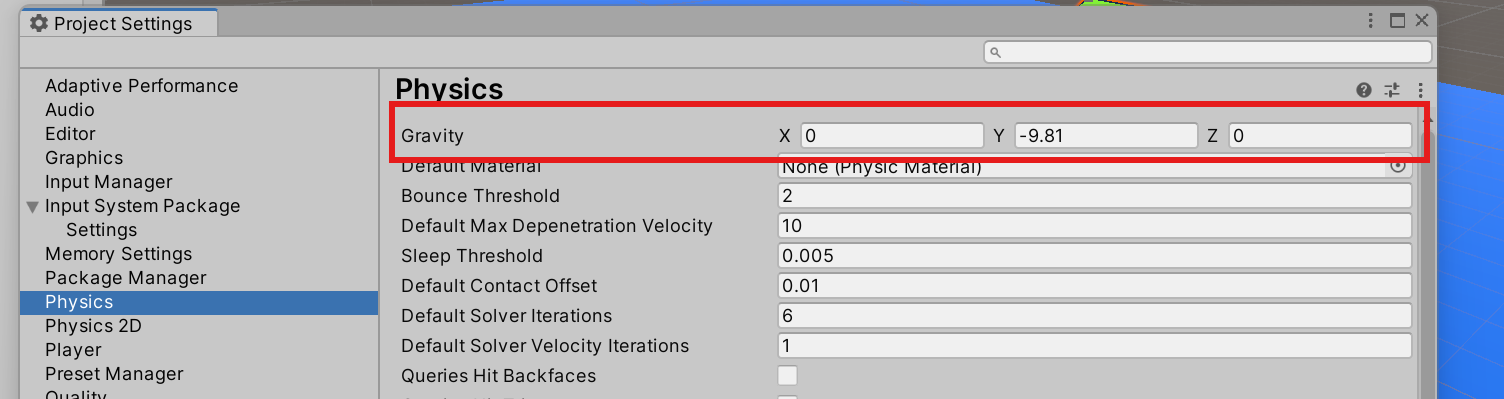 Project Settings
Adaptive Performance
Audio
Editor
Graphics
Input Manager
Input System Package
Settings
Memory Settings
Package Manager
Physics
Physics 2D
Player
Preset Manager
Quality
Physics
Gravity X 0 Y -9.81 Z 0
Default Material None (Physic Material)
Bounce Threshold 2
Default Max Depenetration Velocity 10
Sleep Threshold 0.005
Default Contact Offset 0.01
Default Solver Iterations 6
Default Solver Velocity Iterations 1
Queries Hit Backfaces